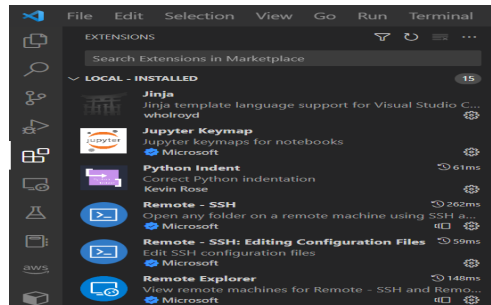 File Edit Selection View Go Run Terminal
EXTENSIONS
Search Extensions in Marketplace
LOCAL - INSTALLED 15
Jinja
Jinja template language support for Visual Studio C...
wholroyd
jupyter
Jupyter Keymap
Jupyter keymaps for notebooks
Microsoft
Python Indent 61ms
Correct Python indentation
Kevin Rose
Remote - SSH 262ms
Open any folder on a remote machine using SSH a...
Microsoft
Remote - SSH: Editing Configuration Files 59ms
Edit SSH configuration files
Microsoft
aws
Remote Explorer 148ms
View remote machines for Remote - SSH and Remo...
Microsoft